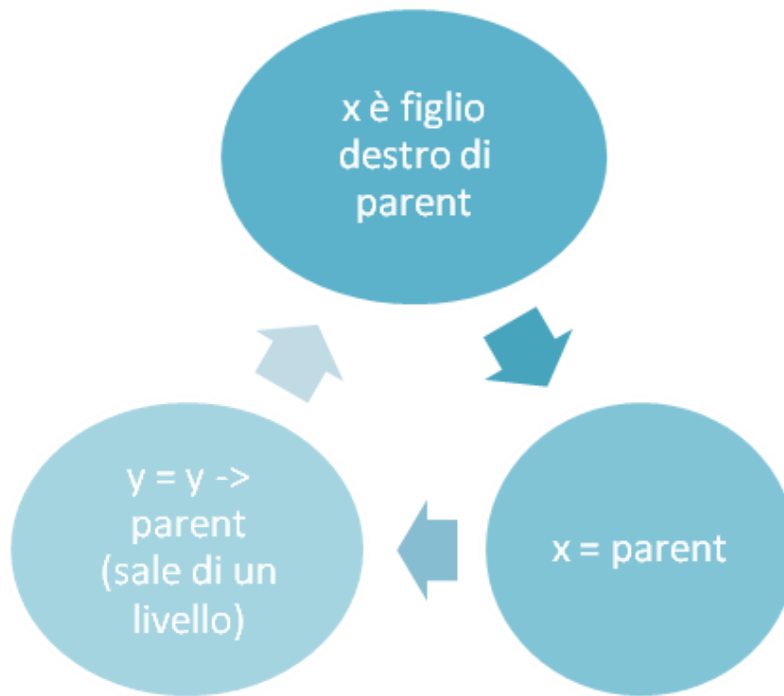 x è figlio
destro di
parent
x = parent
y = y ->
parent
(sale di un
livello)